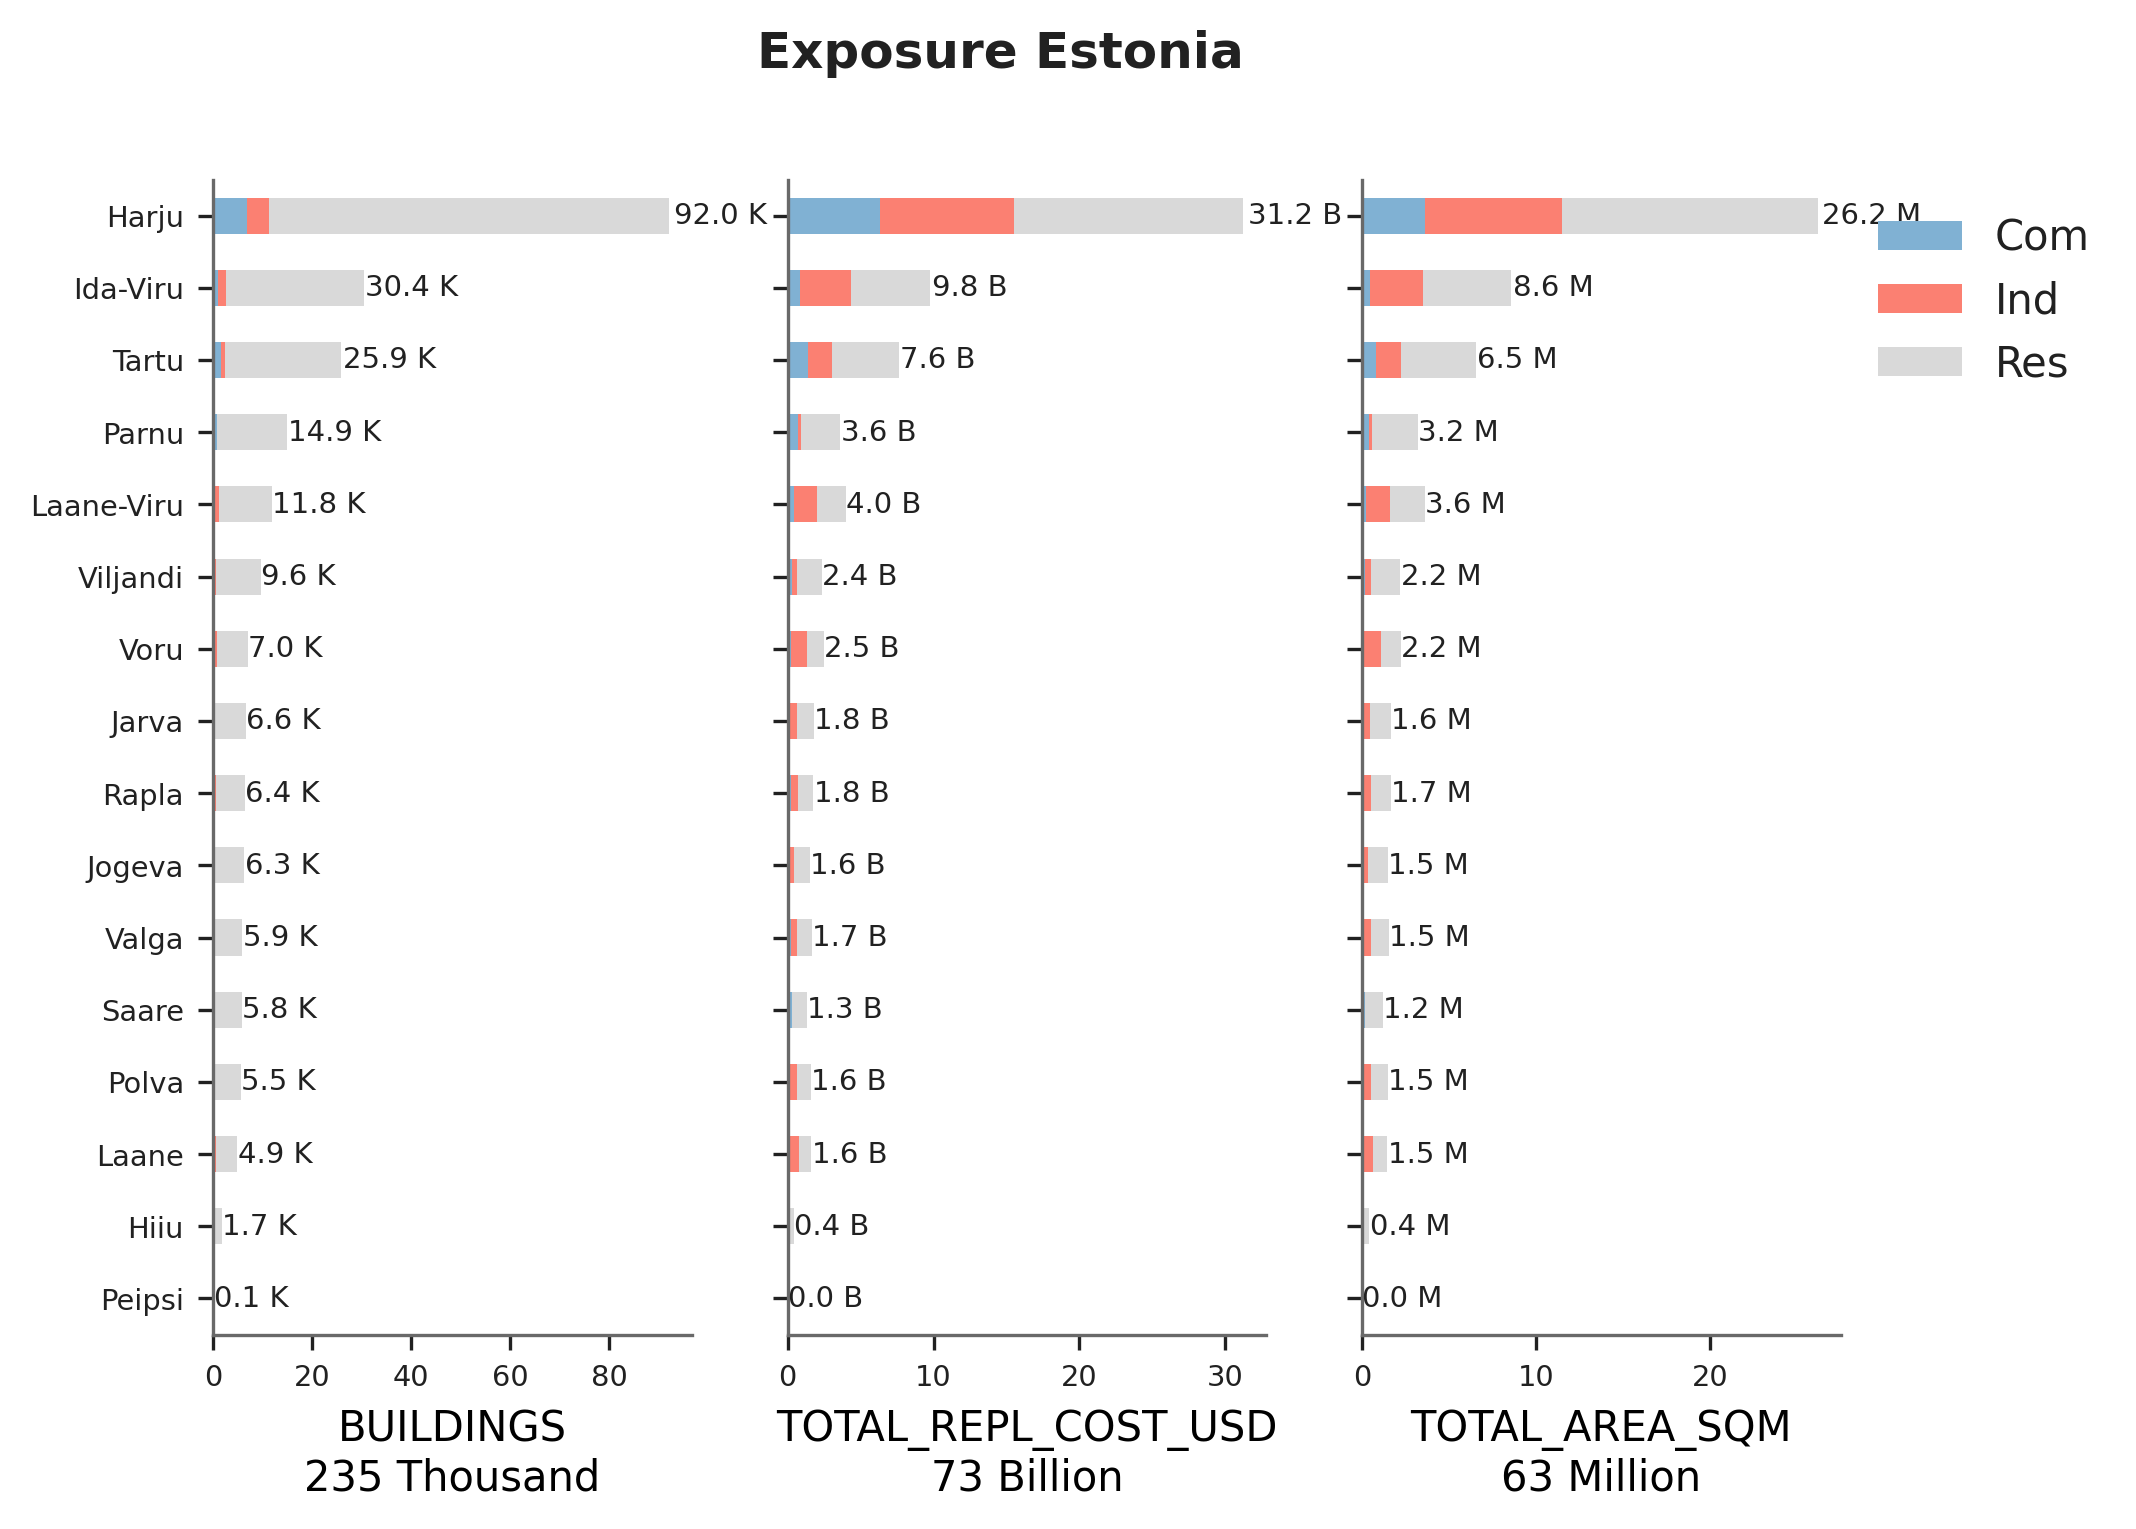 Exposure Estonia
Harju 92.0 K 31.2 B 26.2 M
Ida-Viru 30.4 K 9.8 B 8.6 M
Tartu 25.9 K 7.6 B 6.5 M
Parnu 14.9 K 3.6 B 3.2 M
Laane-Viru 11.8 K 4.0 B 3.6 M
Viljandi 9.6 K 2.4 B 2.2 M
Voru 7.0 K 2.5 B 2.2 M
Jarva 6.6 K 1.8 B 1.6 M
Rapla 6.4 K 1.8 B 1.7 M
Jogeva 6.3 K 1.6 B 1.5 M
Valga 5.9 K 1.7 B 1.5 M
Saare 5.8 K 1.3 B 1.2 M
Polva 5.5 K 1.6 B 1.5 M
Laane 4.9 K 1.6 B 1.5 M
Hiiu 1.7 K 0.4 B 0.4 M
Peipsi 0.1 K 0.0 B 0.0 M
0 20 40 60 80
BUILDINGS
235 Thousand
0 10 20 30
TOTAL_REPL_COST_USD
73 Billion
0 10 20
TOTAL_AREA_SQM
63 Million
Com
Ind
Res